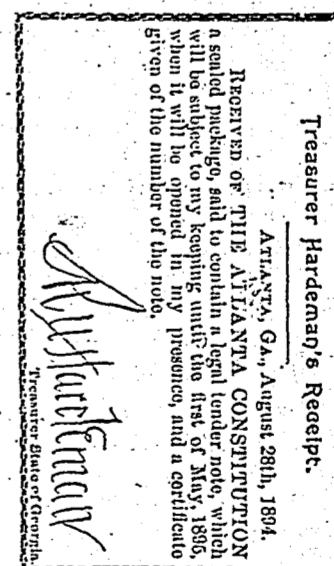 Treasurer Hardeman's Receipt.
ATLANTA, GA., August 28th, 1894.
RECEIVED OF THE ATLANTA CONSTITUTION
a sealed package, said to contain a legal tender note, which
will be subject to my keeping until the first of May, 1895,
when it will be opened in my presence, and a certificate
given of the number of the note.
R U Hardeman
Treasurer State of Georgia.